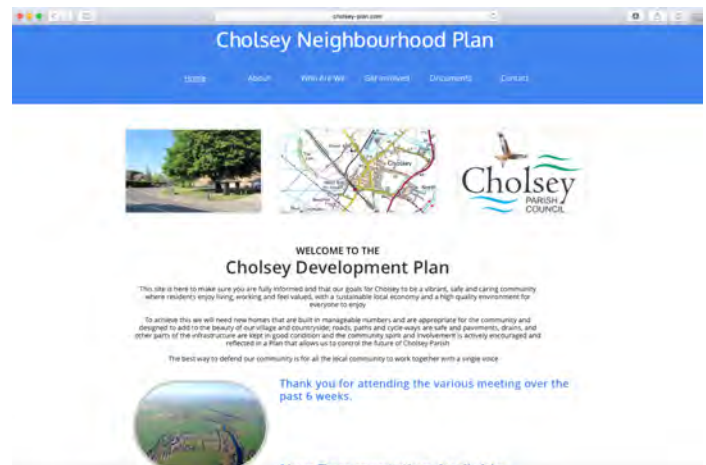 cholsey-plan.com
Cholsey Neighbourhood Plan
Home About Who Are We Get Involved Documents Contact
Cholsey
Cholsey
PARISH
COUNCIL
WELCOME TO THE
Cholsey Development Plan
This site is here to make sure you are fully informed and that our goals for Cholsey to be a vibrant, safe and caring community
where residents enjoy living, working and feel valued, with a sustainable local economy and a high quality environment for
everyone to enjoy
To achieve this we will need new homes that are built in manageable numbers and are appropriate for the community and
designed to add to the beauty of our village and countryside; roads, paths and cycle ways are safe and pavements, drains, and
other parts of the infrastructure are kept in good condition and the community spirit and involvement is actively encouraged and
reflected in a Plan that allows us to control the future of Cholsey Parish
The best way to defend our community is for all the local community to work together with a single voice
Thank you for attending the various meeting over the
past 6 weeks.